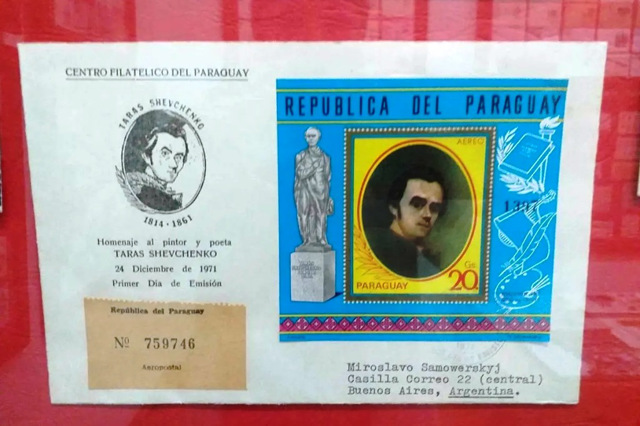 CENTRO FILATELICO DEL PARAGUAY
TARAS SHEVCHENKO
1814 - 1861
Homenaje al pintor y poeta
TARAS SHEVCHENKO
24 Diciembre de 1971
Primer Día de Emisión
República del Paraguay
Nº 759746
Aeropostal
REPUBLICA DEL PARAGUAY
AEREO
PARAGUAY
20 Gs
Miroslavo Samowerskyj
Casilla Correo 22 (central)
Buenos Aires, Argentina.